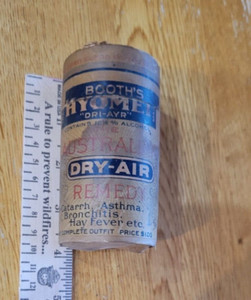 BOOTH'S
HYOMEI
"DRI-AYR"
AUSTRALIAN
DRY-AIR
REMEDY
Catarrh, Asthma,
Bronchitis,
Hay Fever etc.
COMPLETE OUTFIT PRICE
A rule to prevent wildfires...